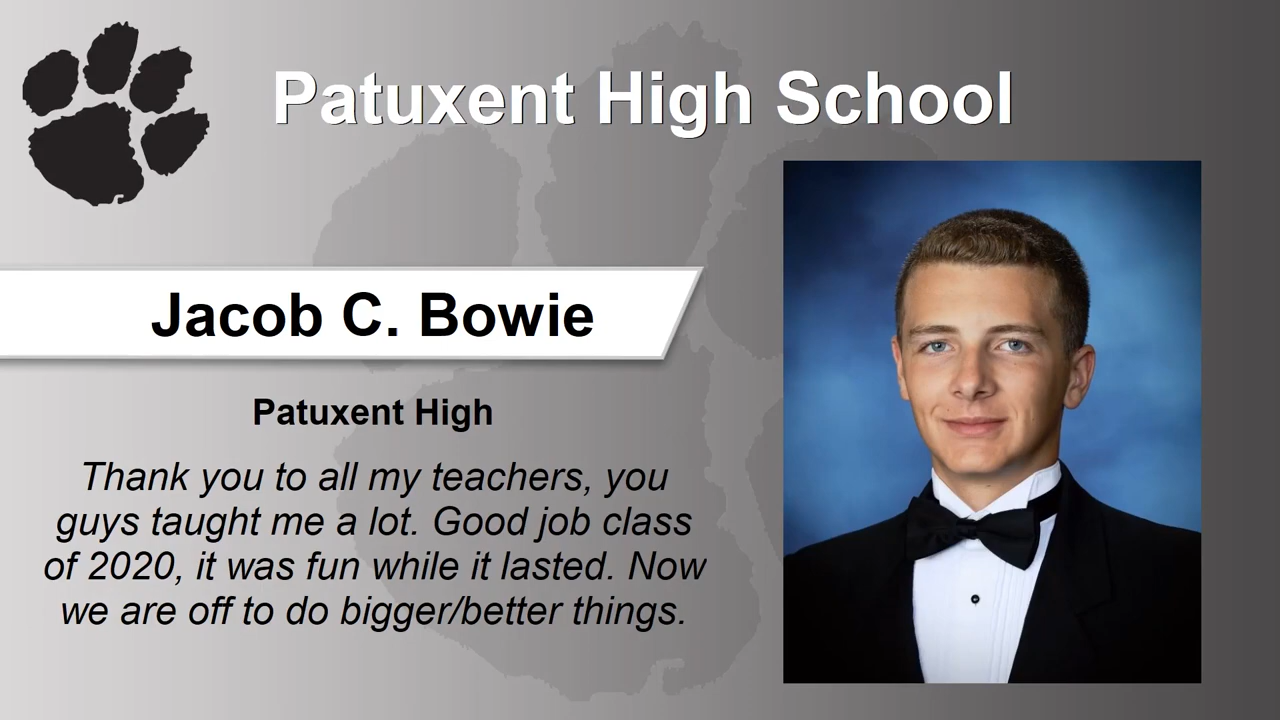 Patuxent High School
Jacob C. Bowie
Patuxent High
Thank you to all my teachers, you
guys taught me a lot. Good job class
of 2020, it was fun while it lasted. Now
we are off to do bigger/better things.